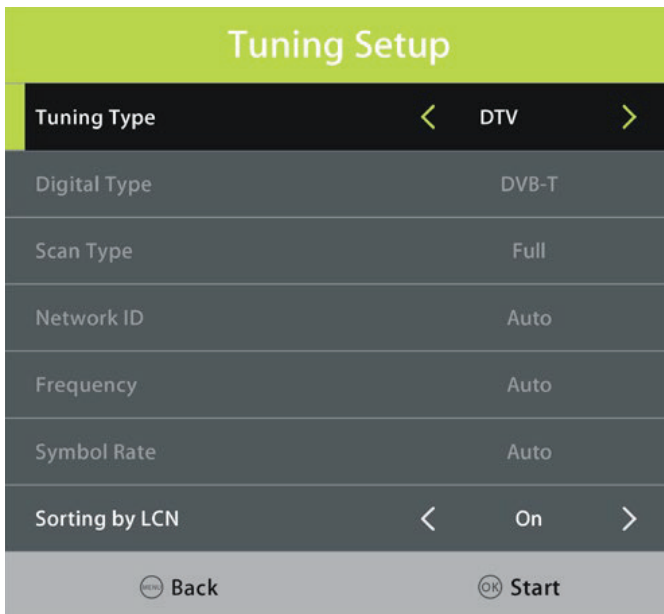 Tuning Setup
Tuning Type DTV
Digital Type DVB-T
Scan Type Full
Network ID Auto
Frequency Auto
Symbol Rate Auto
Sorting by LCN On
MENU Back OK Start